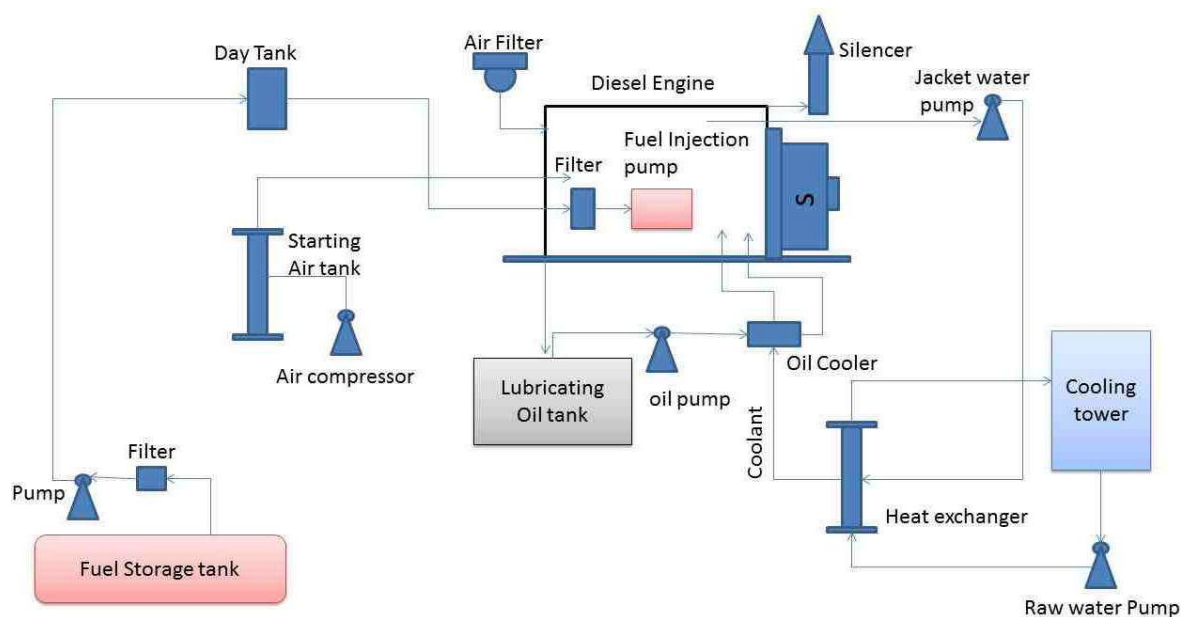 Air Filter
Silencer
Day Tank
Diesel Engine
Jacket water
pump
Fuel Injection
pump
Filter
S
Starting
Air tank
Air compressor
Oil Cooler
Lubricating
Oil tank
oil pump
Coolant
Cooling
tower
Filter
Pump
Heat exchanger
Fuel Storage tank
Raw water Pump